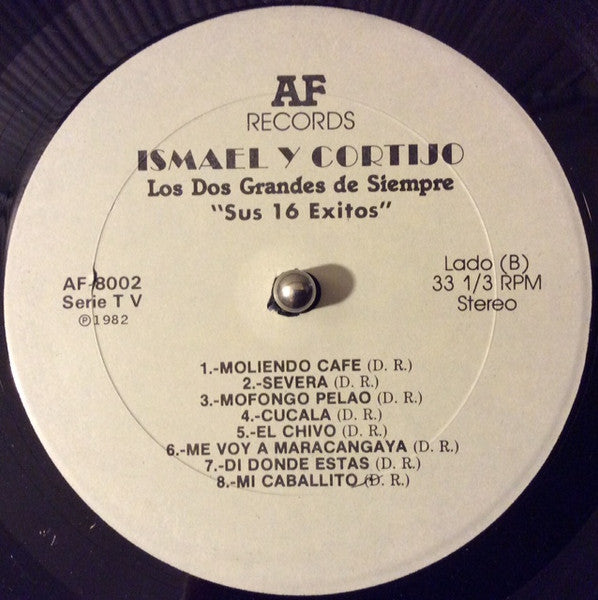 AF
RECORDS
ISMAEL Y CORTIJO
Los Dos Grandes de Siempre
"Sus 16 Exitos"
AF-8002
Serie T V
℗1982
Lado (B)
33 1/3 RPM
Stereo
1.-MOLIENDO CAFE (D. R.)
2.-SEVERA (D. R.)
3.-MOFONGO PELAO (D. R.)
4.-CUCALA (D. R.)
5.-EL CHIVO (D. R.)
6.-ME VOY A MARACANGAYA (D. R.)
7.-DI DONDE ESTAS (D. R.)
8.-MI CABALLITO (D. R.)